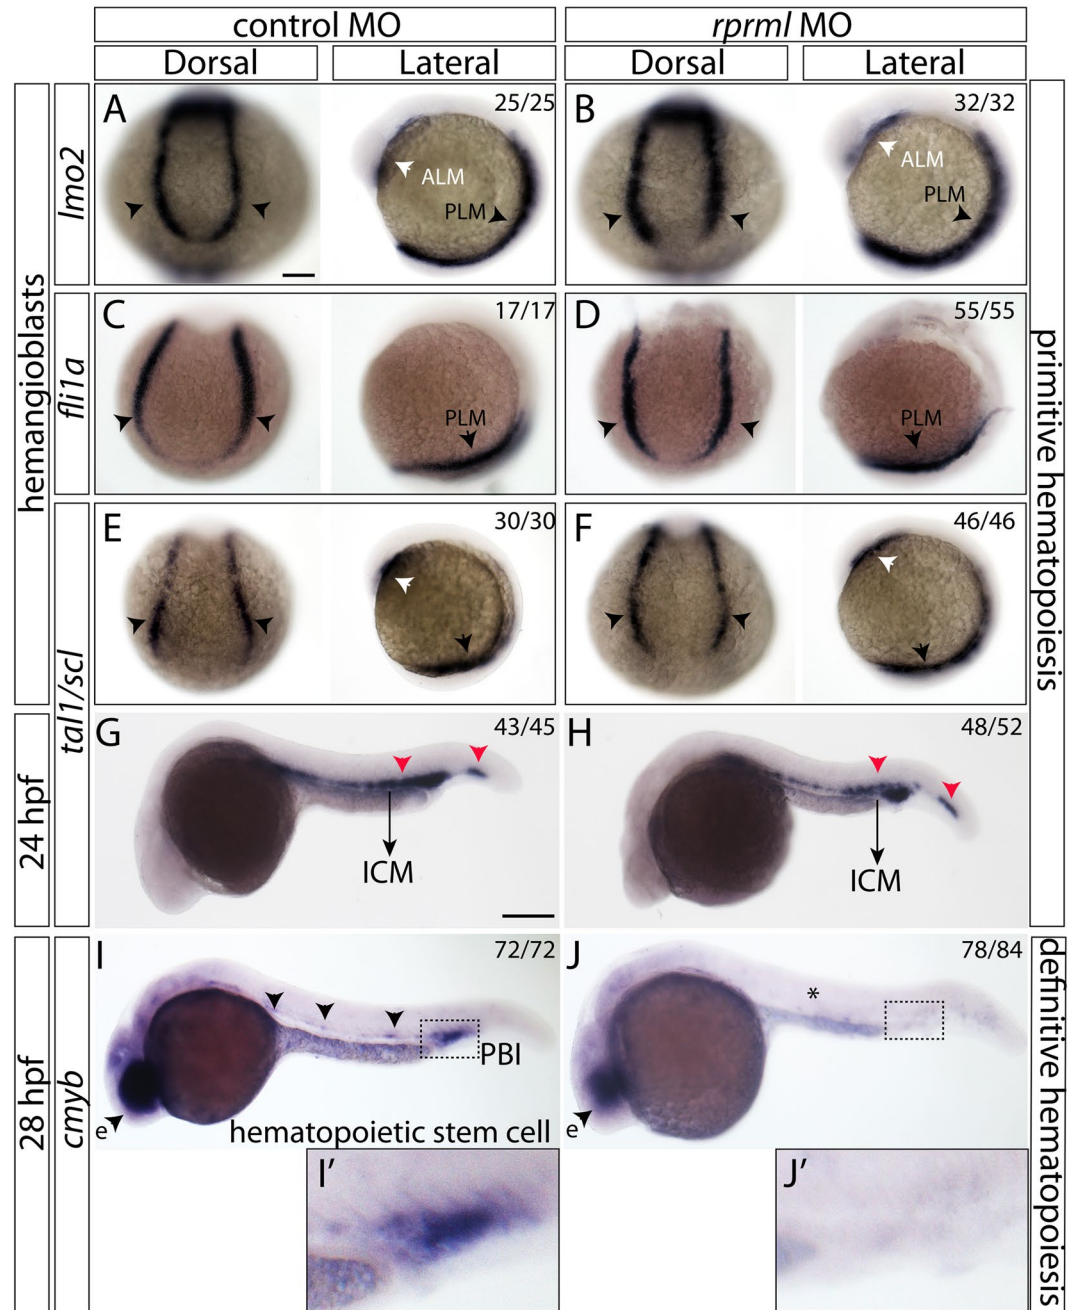 control MO
rprml MO
Dorsal
Lateral
Dorsal
Lateral
hemangioblasts
lmo2
A
25/25
ALM
PLM
B
32/32
ALM
PLM
primitive hematopoiesis
fli1a
C
17/17
PLM
D
55/55
PLM
tal1/scl
E
30/30
F
46/46
24 hpf
G
43/45
ICM
H
48/52
ICM
28 hpf
cmyb
I
72/72
PBI
e
hematopoietic stem cell
J
78/84
*
e
definitive hematopoiesis
I′
J′